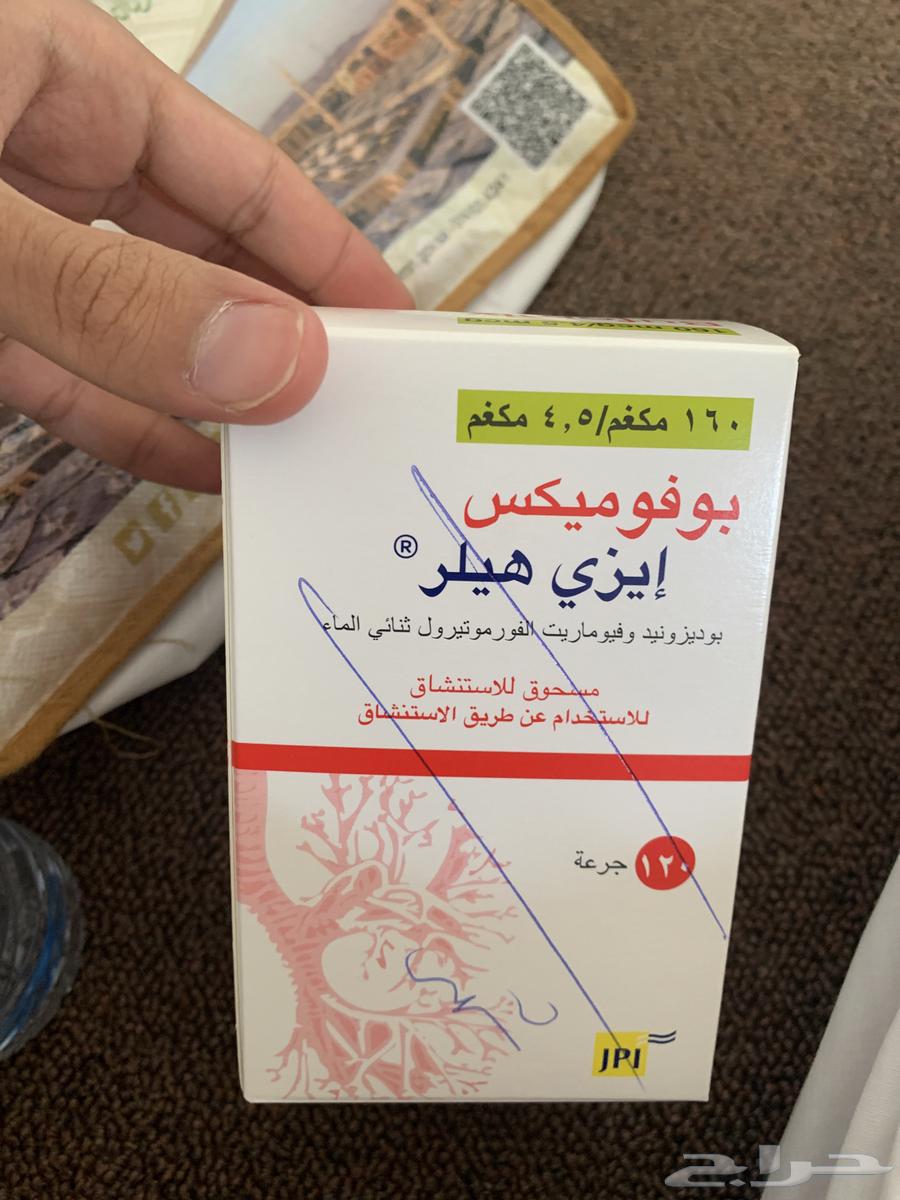 ١٦٠ مكغم/٤,٥ مكغم
بوفوميكس
إيزي هيلر®
بوديزونيد وفيوماريت الفورموتيرول ثنائي الماء
مسحوق للاستنشاق
للاستخدام عن طريق الاستنشاق
١٢٠ جرعة
JPI
حراج